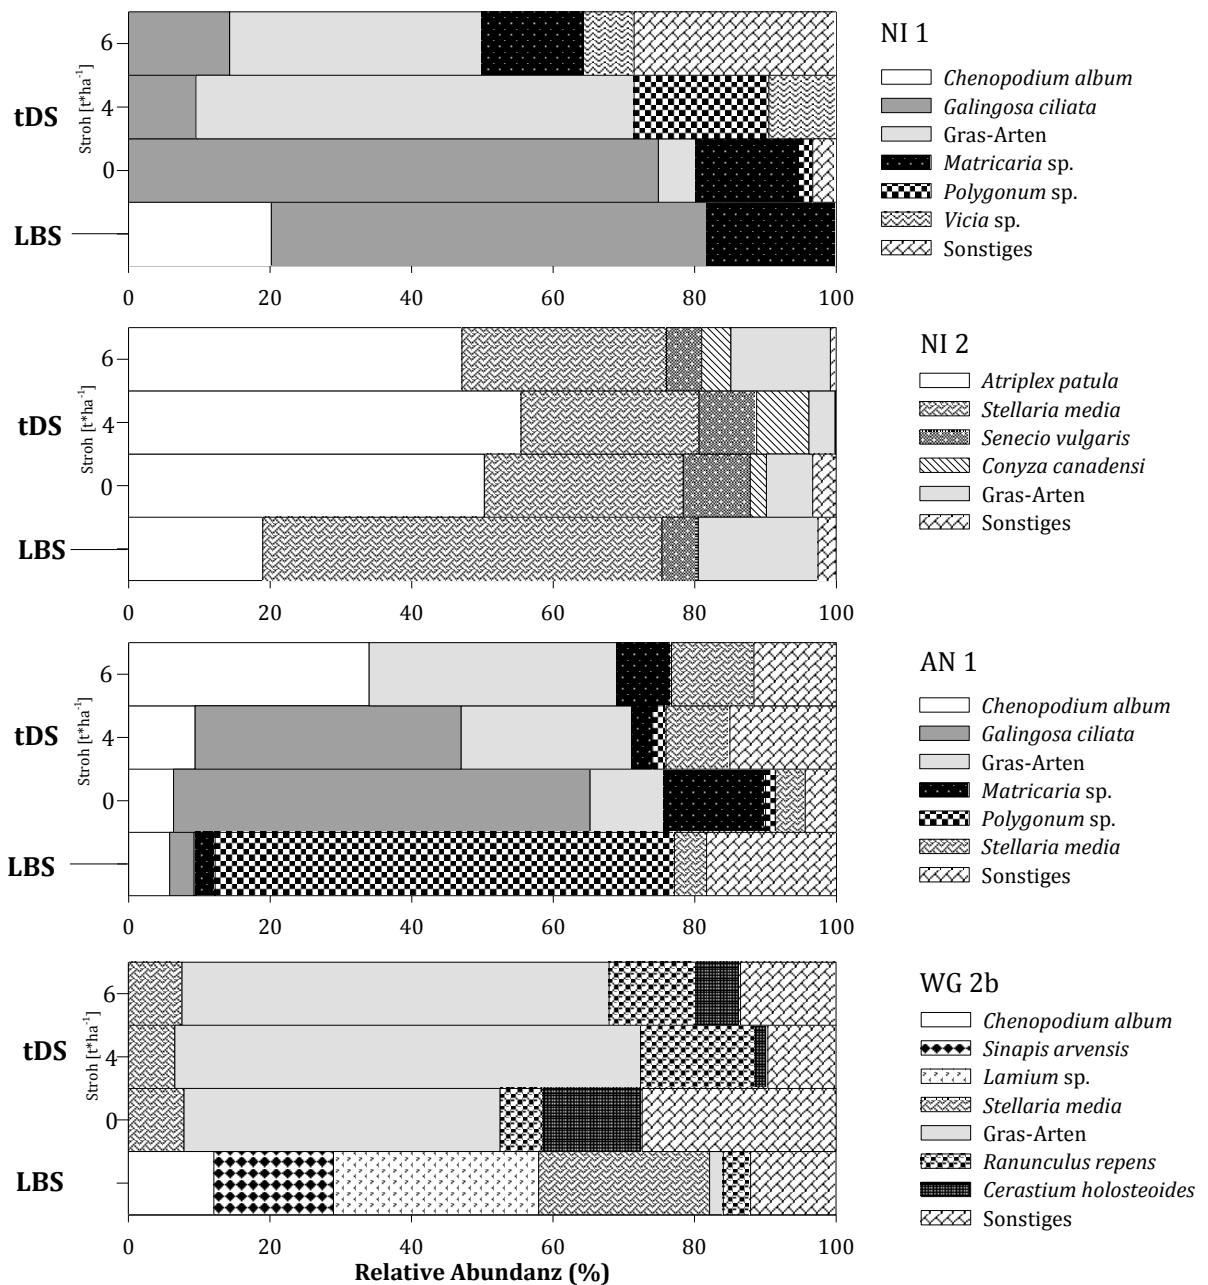 NI 1
Chenopodium album
Galingosa ciliata
Gras-Arten
Matricaria sp.
Polygonum sp.
Vicia sp.
Sonstiges
6
4
0
tDS
Stroh [t*ha-1]
LBS
0 20 40 60 80 100
NI 2
Atriplex patula
Stellaria media
Senecio vulgaris
Conyza canadensi
Gras-Arten
Sonstiges
6
4
0
tDS
Stroh [t*ha-1]
LBS
0 20 40 60 80 100
AN 1
Chenopodium album
Galingosa ciliata
Gras-Arten
Matricaria sp.
Polygonum sp.
Stellaria media
Sonstiges
6
4
0
tDS
Stroh [t*ha-1]
LBS
0 20 40 60 80 100
WG 2b
Chenopodium album
Sinapis arvensis
Lamium sp.
Stellaria media
Gras-Arten
Ranunculus repens
Cerastium holosteoides
Sonstiges
6
4
0
tDS
Stroh [t*ha-1]
LBS
0 20 40 60 80 100
Relative Abundanz (%)